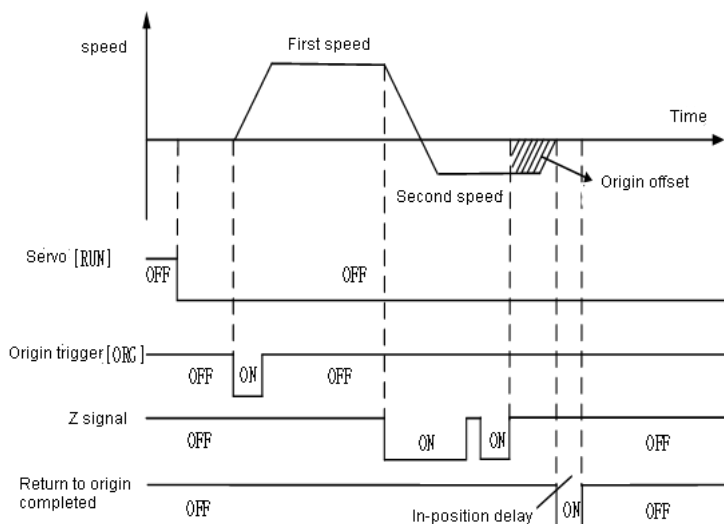 speed
First speed
Time
Second speed
Origin offset
Servo [RUN]
OFF
OFF
Origin trigger[ORG]
OFF
ON
OFF
Z signal
OFF
ON
ON
OFF
Return to origin
completed
OFF
In-position delay
ON
OFF